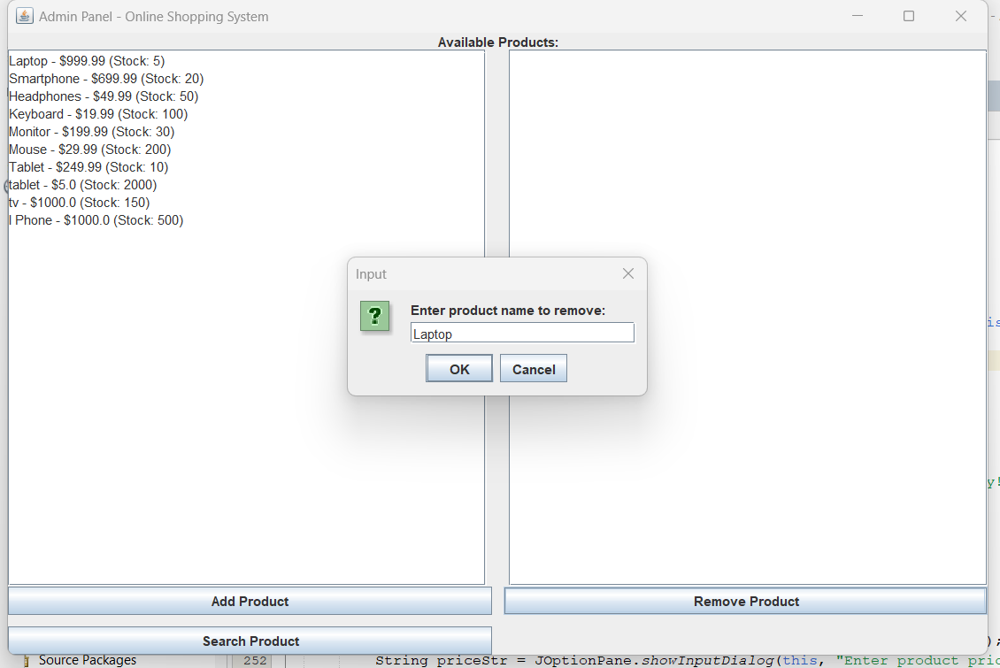 Admin Panel - Online Shopping System
Available Products:
Laptop - $999.99 (Stock: 5)
Smartphone - $699.99 (Stock: 20)
Headphones - $49.99 (Stock: 50)
Keyboard - $19.99 (Stock: 100)
Monitor - $199.99 (Stock: 30)
Mouse - $29.99 (Stock: 200)
Tablet - $249.99 (Stock: 10)
tablet - $5.0 (Stock: 2000)
tv - $1000.0 (Stock: 150)
I Phone - $1000.0 (Stock: 500)
Input
?
Enter product name to remove:
Laptop
OK
Cancel
is
y!
Add Product
Remove Product
Search Product
);
Source Packages
252
String priceStr = JOptionPane.showInputDialog(this, "Enter product pric